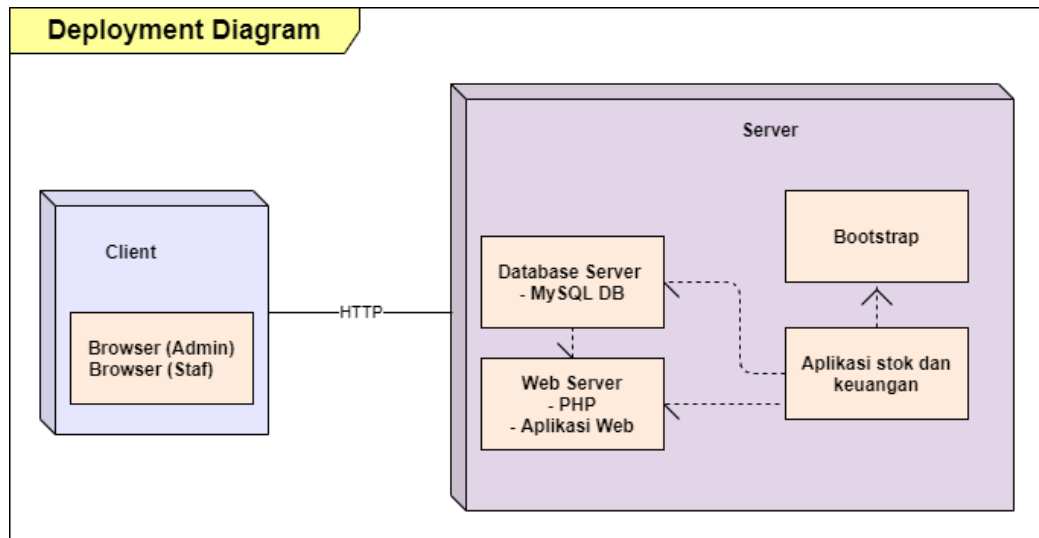 Deployment Diagram
Server
Client
Browser (Admin)
Browser (Staf)
HTTP
Database Server
- MySQL DB
Web Server
- PHP
- Aplikasi Web
Bootstrap
Aplikasi stok dan
keuangan